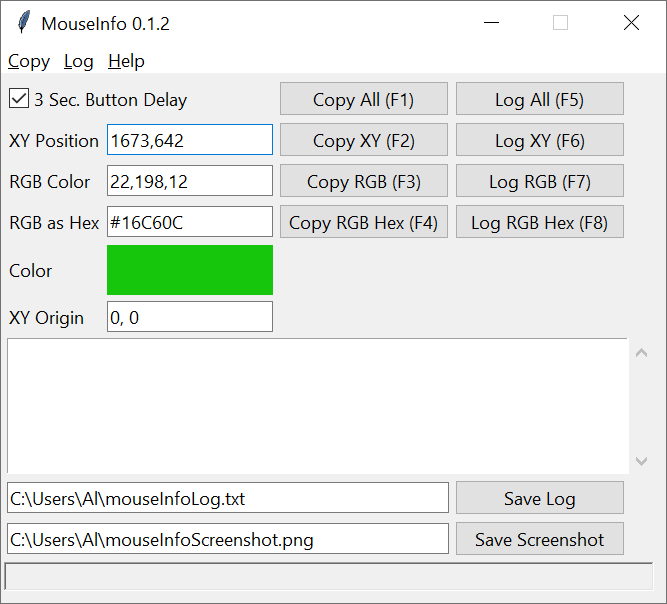 MouseInfo 0.1.2
Copy Log Help
3 Sec. Button Delay Copy All (F1) Log All (F5)
XY Position 1673,642 Copy XY (F2) Log XY (F6)
RGB Color 22,198,12 Copy RGB (F3) Log RGB (F7)
RGB as Hex #16C60C Copy RGB Hex (F4) Log RGB Hex (F8)
Color
XY Origin 0, 0
C:\Users\Al\mouseInfoLog.txt Save Log
C:\Users\Al\mouseInfoScreenshot.png Save Screenshot